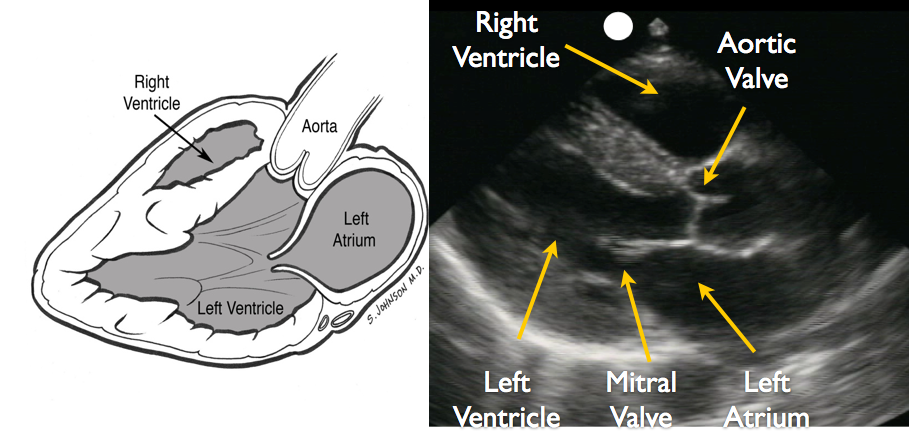 Right
Ventricle
Aorta
Left
Atrium
Left Ventricle
S. JOHNSON M.D.
Right
Ventricle
Aortic
Valve
Left
Ventricle
Mitral
Valve
Left
Atrium